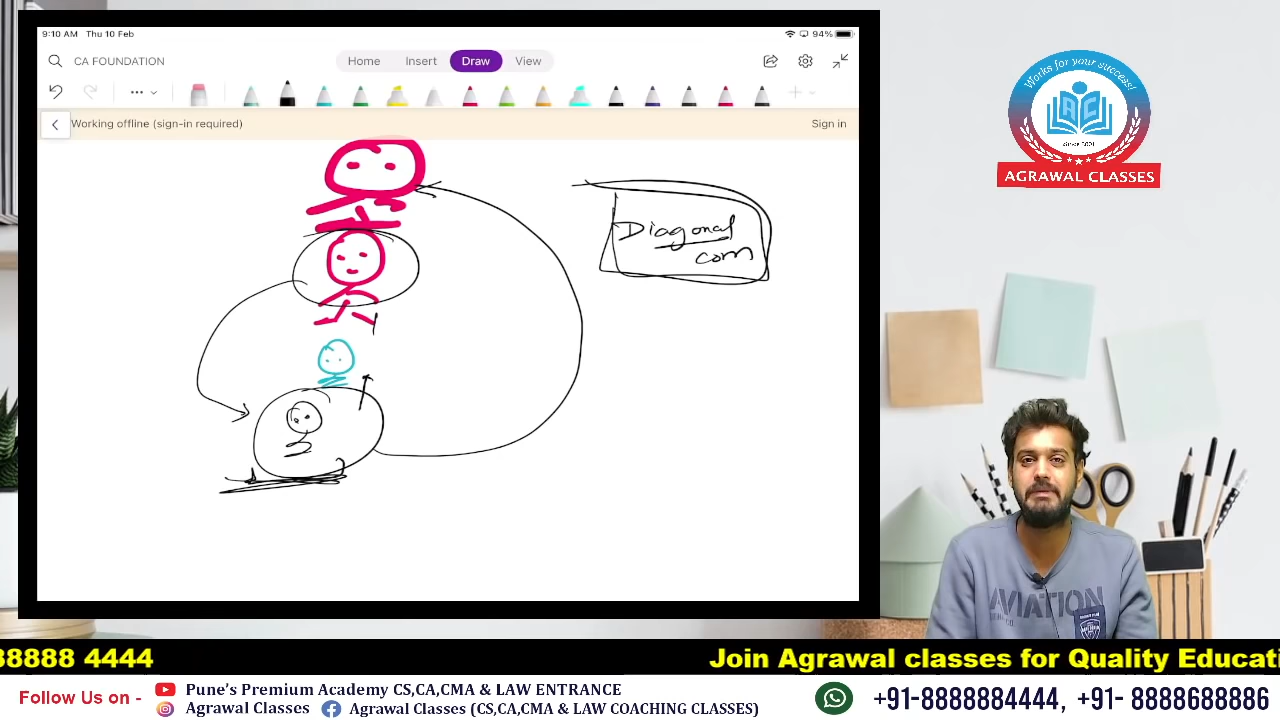 9:10 AM Thu 10 Feb
94%
CA FOUNDATION
Home Insert Draw View
Working offline (sign-in required)
Sign in
Diagonal
com
Works for your success!
AC
Since 2001
AGRAWAL CLASSES
AVIATION
38888 4444
Join Agrawal classes for Quality Educati
Follow Us on -
Pune's Premium Academy CS,CA,CMA & LAW ENTRANCE
Agrawal Classes
Agrawal Classes (CS,CA,CMA & LAW COACHING CLASSES)
+91-8888884444, +91- 8888688886